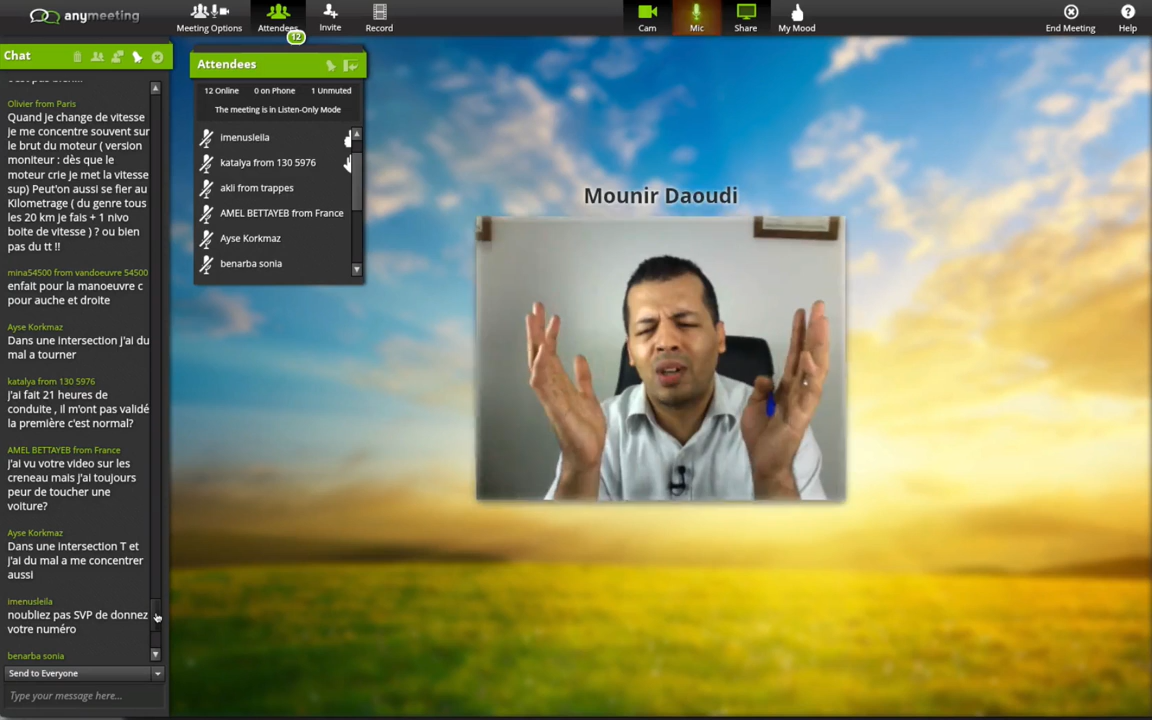 anymeeting
Meeting Options
Attendees
12
Invite
Record
Cam
Mic
Share
My Mood
End Meeting
Help
Chat
Olivier from Paris
Quand je change de vitesse
je me concentre souvent sur
le brut du moteur ( version
moniteur : dès que le
moteur crie je met la vitesse
sup) Peut'on aussi se fier au
Kilometrage ( du genre tous
les 20 km je fais + 1 nivo
boite de vitesse ) ? ou bien
pas du tt !!
mina54500 from vandoeuvre 54500
enfait pour la manoeuvre c
pour auche et droite
Ayse Korkmaz
Dans une intersection j'ai du
mal a tourner
katalya from 130 5976
j'ai fait 21 heures de
conduite , il m'ont pas validé
la première c'est normal?
AMEL BETTAYEB from France
j'ai vu votre video sur les
creneau mais j'ai toujours
peur de toucher une
voiture?
Ayse Korkmaz
Dans une intersection T et
j'ai du mal a me concentrer
aussi
imenusleila
noubliez pas SVP de donnez
votre numéro
benarba sonia
Send to Everyone
Type your message here...
Attendees
12 Online 0 on Phone 1 Unmuted
The meeting is in Listen-Only Mode
imenusleila
katalya from 130 5976
akli from trappes
AMEL BETTAYEB from France
Ayse Korkmaz
benarba sonia
Mounir Daoudi